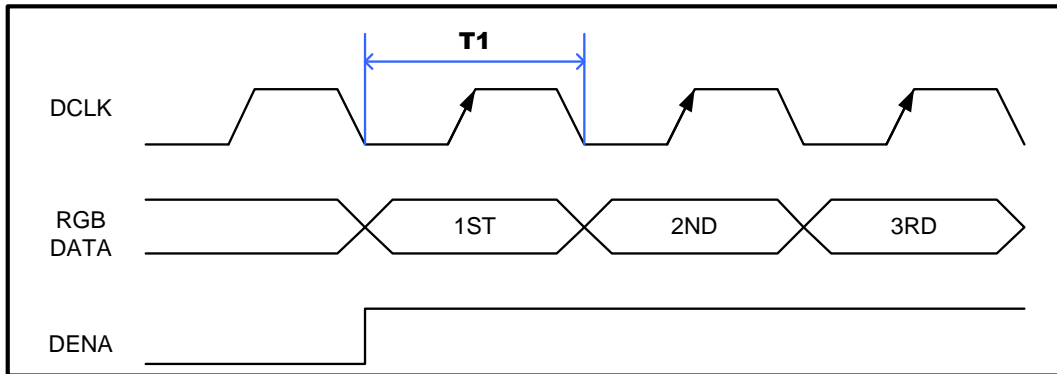 T1
DCLK
RGB
DATA
1ST
2ND
3RD
DENA